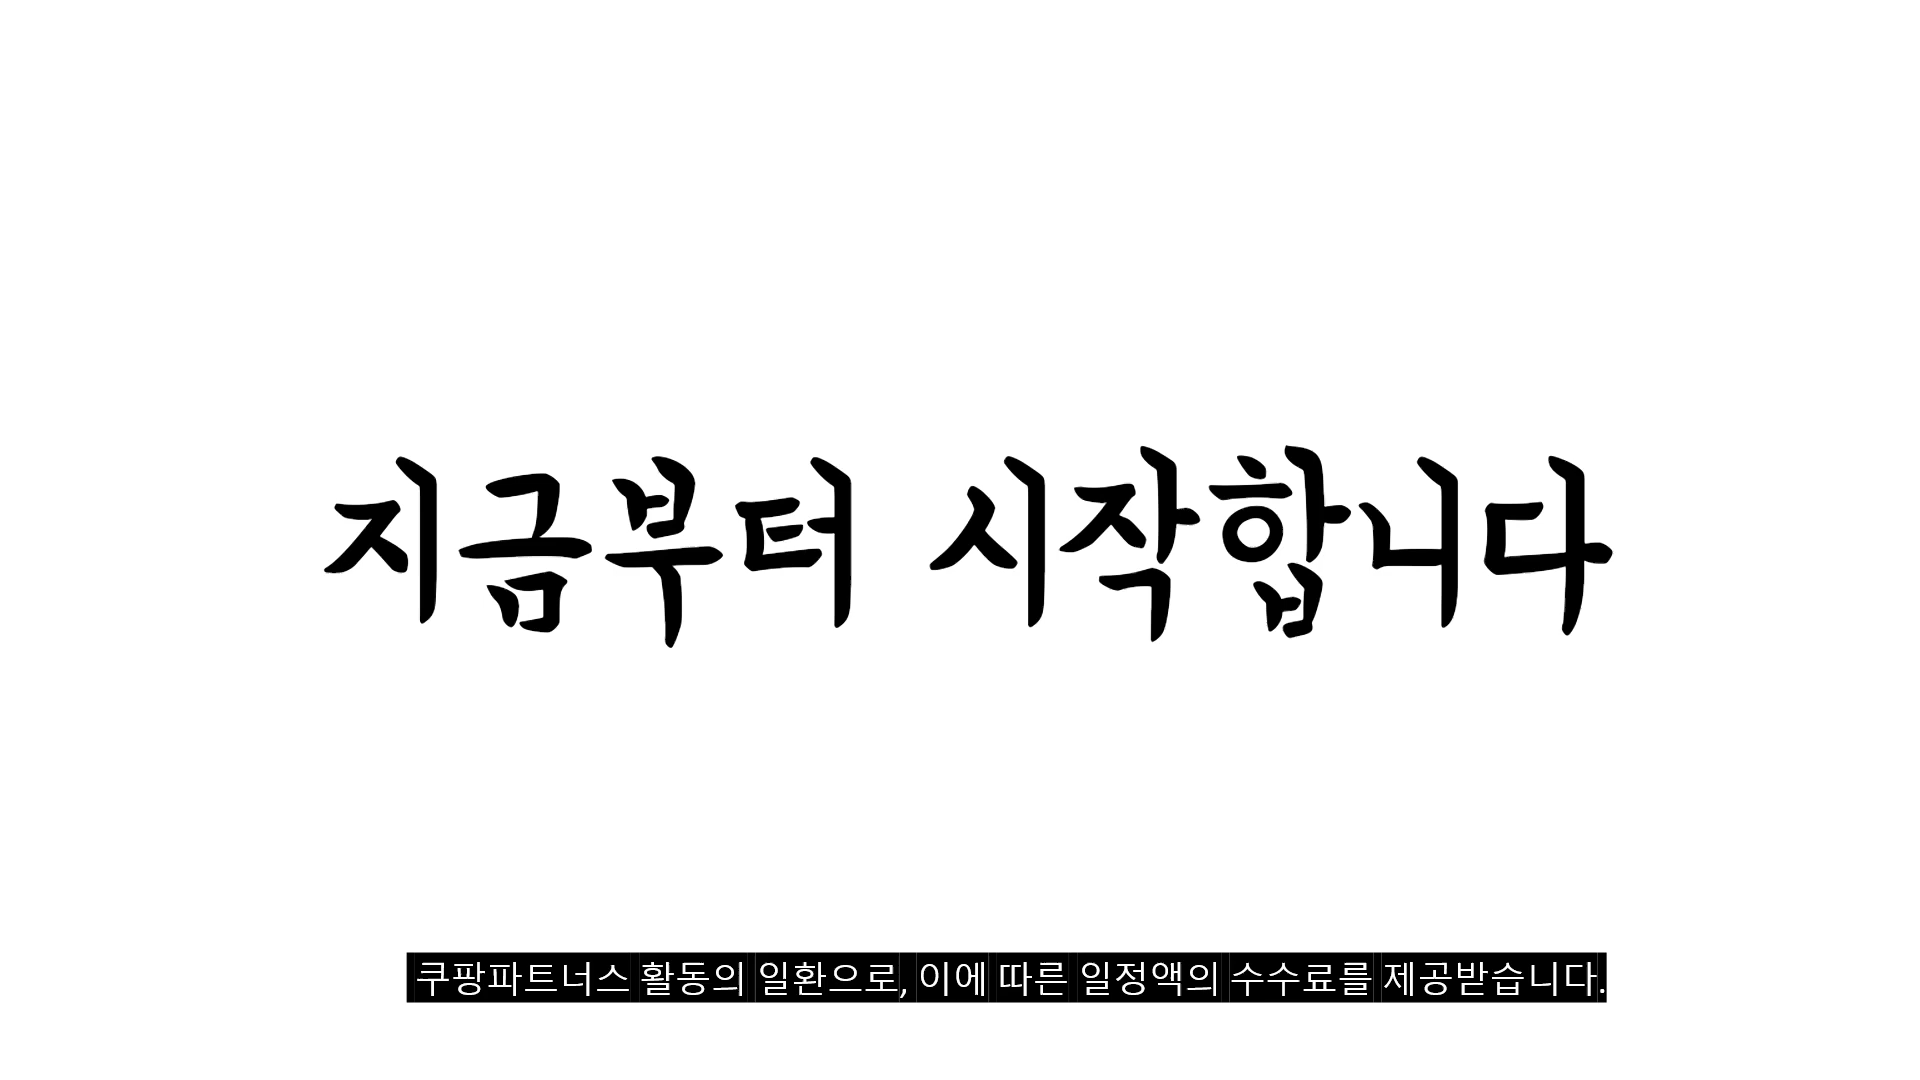 지금부터 시작합니다
쿠팡파트너스 활동의 일환으로, 이에 따른 일정액의 수수료를 제공받습니다.